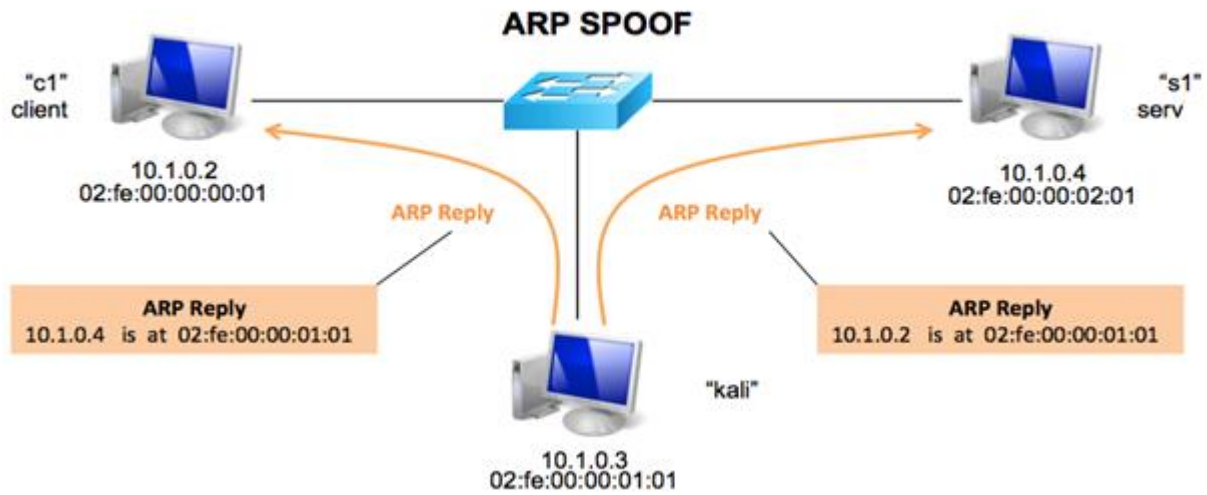 ARP SPOOF
"c1"
client
"s1"
serv
10.1.0.2
02:fe:00:00:00:01
10.1.0.4
02:fe:00:00:02:01
ARP Reply
ARP Reply
ARP Reply
10.1.0.4 is at 02:fe:00:00:01:01
ARP Reply
10.1.0.2 is at 02:fe:00:00:01:01
"kali"
10.1.0.3
02:fe:00:00:01:01